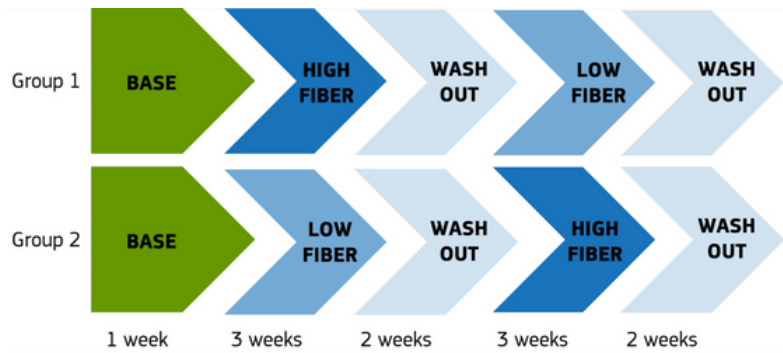 Group 1
BASE
HIGH
FIBER
WASH
OUT
LOW
FIBER
WASH
OUT
Group 2
BASE
LOW
FIBER
WASH
OUT
HIGH
FIBER
WASH
OUT
1 week 3 weeks 2 weeks 3 weeks 2 weeks